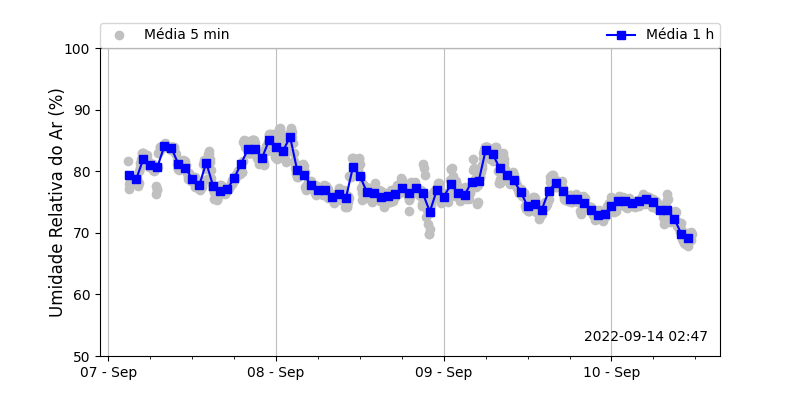 Média 5 min
Média 1 h
Umidade Relativa do Ar (%)
100
90
80
70
60
50
2022-09-14 02:47
07 - Sep
08 - Sep
09 - Sep
10 - Sep